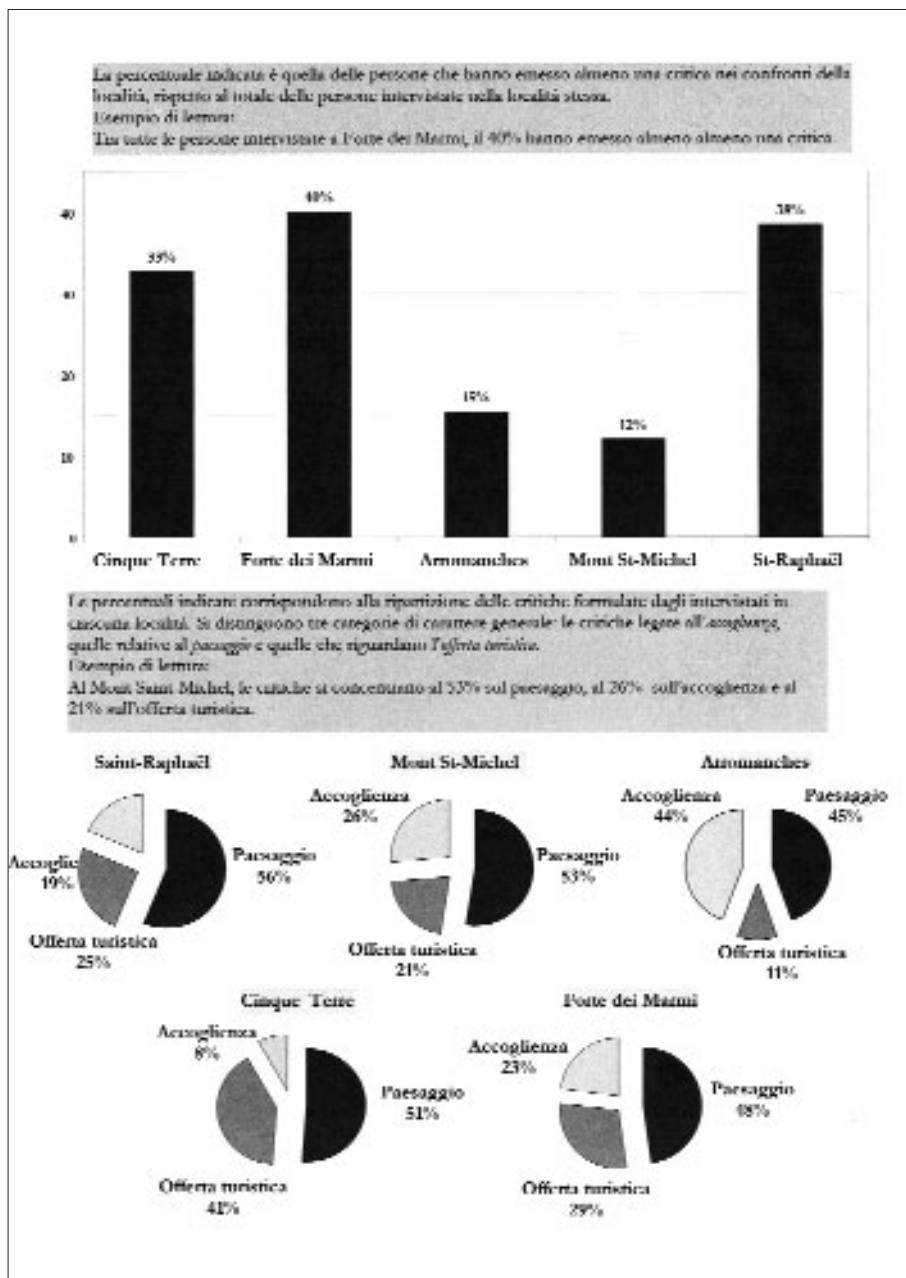 La percentuale indicata è quella delle persone che hanno emesso almeno una critica nei confronti della
località, rispetto al totale delle persone intervistate nella località stessa.
Esempio di lettura:
Tra tutte le persone intervistate a Forte dei Marmi, il 40% hanno emesso almeno almeno una critica.
40%
38%
40
33%
40
20
15%
12%
10
0
Cinque Terre
Forte dei Marmi
Arromanches
Mont St-Michel
St-Raphaël
Le percentuali indicate corrispondono alla ripartizione delle critiche formulate dagli intervistati in
ciascuna località. Si distinguono tre categorie di carattere generale: le critiche legate all'accoglienza,
quelle relative al paesaggio e quelle che riguardano l'offerta turistica.
Esempio di lettura:
Al Mont Saint Michel, le critiche si concentrano al 53% sul paesaggio, al 26% sull'accoglienza e al
21% sull'offerta turistica.
Saint-Raphaël
Accoglie
19%
Paesaggio
56%
Offerta turistica
25%
Mont St-Michel
Accoglienza
26%
Paesaggio
53%
Offerta turistica
21%
Arromanches
Accoglienza
44%
Paesaggio
45%
Offerta turistica
11%
Cinque Terre
Accoglienza
8%
Paesaggio
51%
Offerta turistica
41%
Forte dei Marmi
Accoglienza
23%
Paesaggio
48%
Offerta turistica
29%